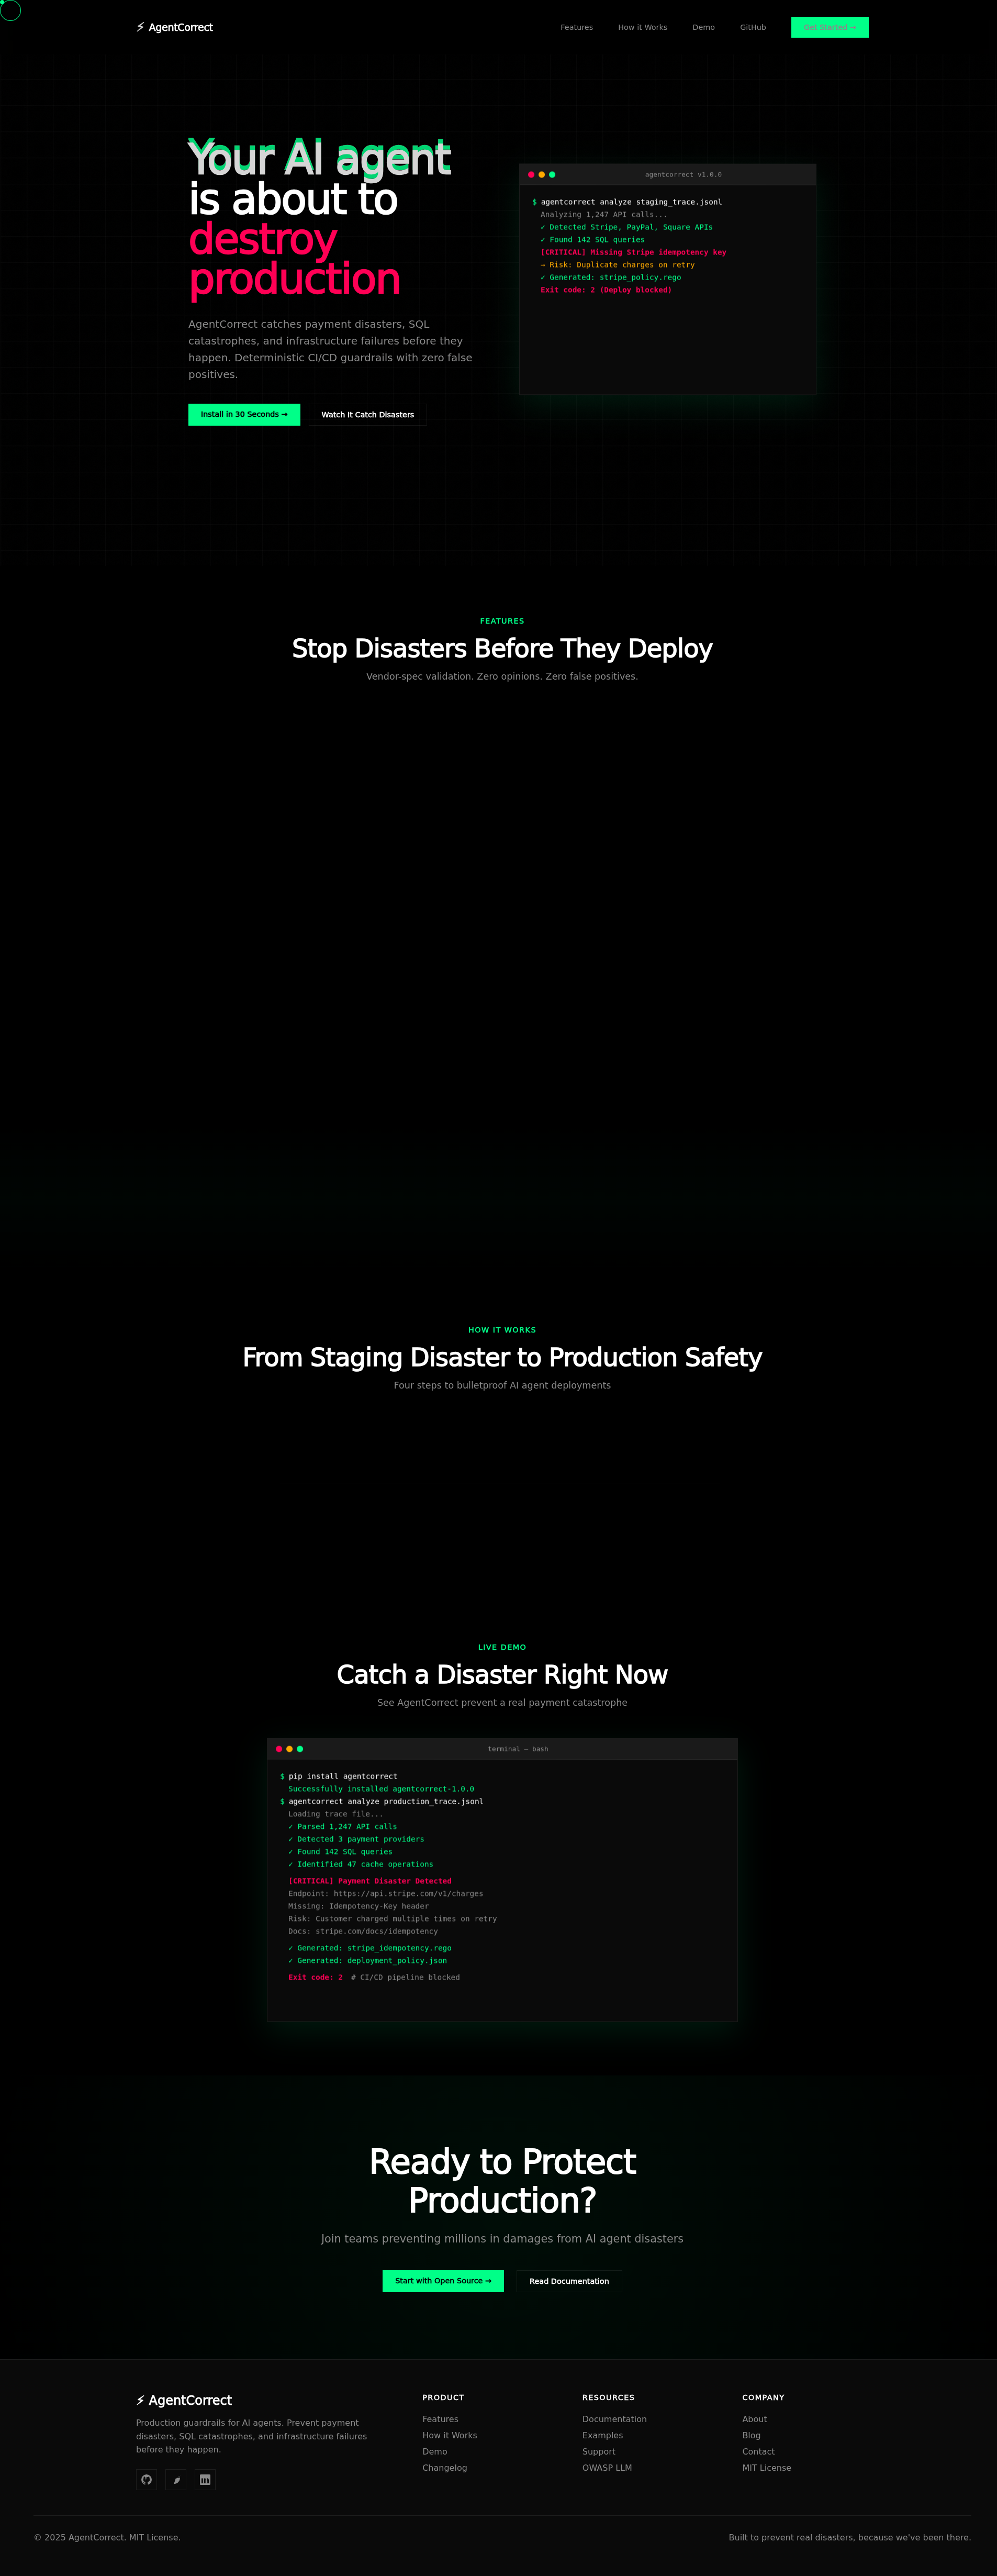 ⚡ AgentCorrect
Features
How it Works
Demo
GitHub
Get Started →
Your AI agent
is about to
destroy
production
AgentCorrect catches payment disasters, SQL
catastrophes, and infrastructure failures before they
happen. Deterministic CI/CD guardrails with zero false
positives.
Install in 30 Seconds →
Watch It Catch Disasters
agentcorrect v1.0.0
$ agentcorrect analyze staging_trace.jsonl
Analyzing 1,247 API calls...
✓ Detected Stripe, PayPal, Square APIs
✓ Found 142 SQL queries
[CRITICAL] Missing Stripe idempotency key
→ Risk: Duplicate charges on retry
✓ Generated: stripe_policy.rego
Exit code: 2 (Deploy blocked)
FEATURES
Stop Disasters Before They Deploy
Vendor-spec validation. Zero opinions. Zero false positives.
HOW IT WORKS
From Staging Disaster to Production Safety
Four steps to bulletproof AI agent deployments
LIVE DEMO
Catch a Disaster Right Now
See AgentCorrect prevent a real payment catastrophe
terminal — bash
$ pip install agentcorrect
Successfully installed agentcorrect-1.0.0
$ agentcorrect analyze production_trace.jsonl
Loading trace file...
✓ Parsed 1,247 API calls
✓ Detected 3 payment providers
✓ Found 142 SQL queries
✓ Identified 47 cache operations
[CRITICAL] Payment Disaster Detected
Endpoint: https://api.stripe.com/v1/charges
Missing: Idempotency-Key header
Risk: Customer charged multiple times on retry
Docs: stripe.com/docs/idempotency
✓ Generated: stripe_idempotency.rego
✓ Generated: deployment_policy.json
Exit code: 2 # CI/CD pipeline blocked
Ready to Protect
Production?
Join teams preventing millions in damages from AI agent disasters
Start with Open Source →
Read Documentation
⚡ AgentCorrect
Production guardrails for AI agents. Prevent payment
disasters, SQL catastrophes, and infrastructure failures
before they happen.
PRODUCT
Features
How it Works
Demo
Changelog
RESOURCES
Documentation
Examples
Support
OWASP LLM
COMPANY
About
Blog
Contact
MIT License
© 2025 AgentCorrect. MIT License.
Built to prevent real disasters, because we've been there.